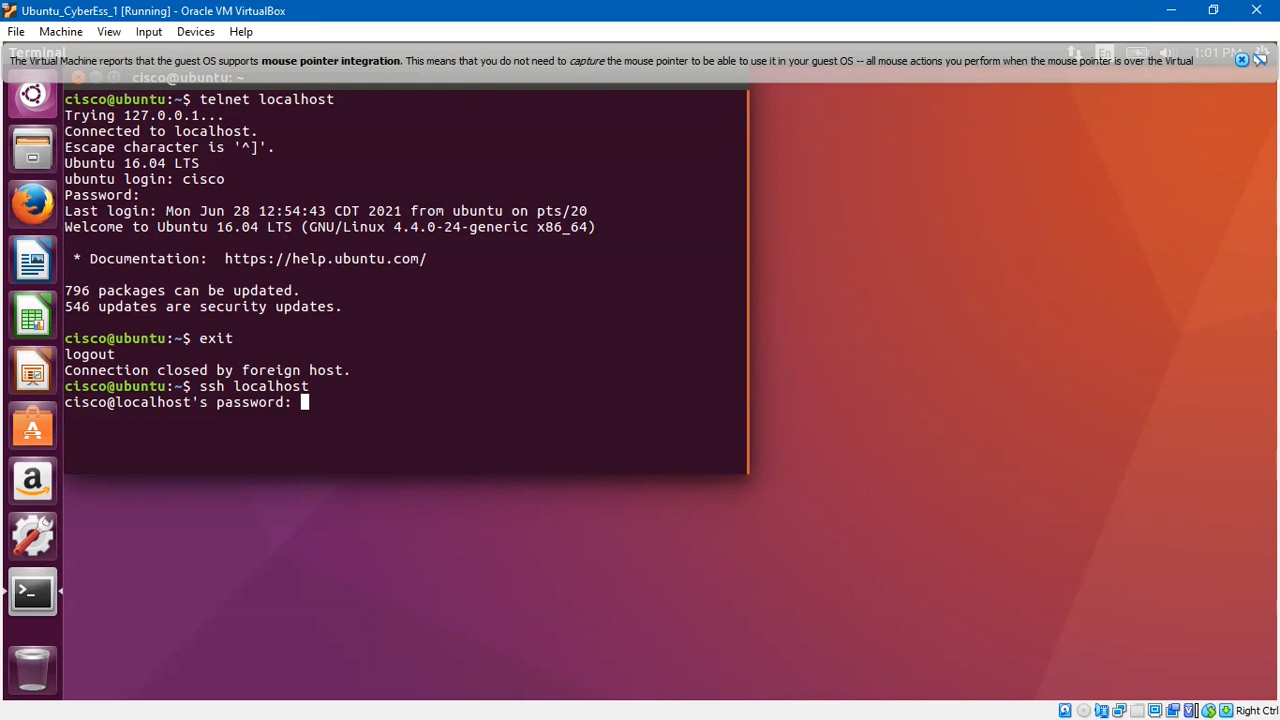 Ubuntu_CyberEss_1 [Running] - Oracle VM VirtualBox
File Machine View Input Devices Help
Terminal En 1:01 PM
The Virtual Machine reports that the guest OS supports mouse pointer integration. This means that you do not need to capture the mouse pointer to be able to use it in your guest OS -- all mouse actions you perform when the mouse pointer is over the Virtual
cisco@ubuntu: ~
cisco@ubuntu:~$ telnet localhost
Trying 127.0.0.1...
Connected to localhost.
Escape character is '^]'.
Ubuntu 16.04 LTS
ubuntu login: cisco
Password:
Last login: Mon Jun 28 12:54:43 CDT 2021 from ubuntu on pts/20
Welcome to Ubuntu 16.04 LTS (GNU/Linux 4.4.0-24-generic x86_64)
* Documentation:  https://help.ubuntu.com/
796 packages can be updated.
546 updates are security updates.
cisco@ubuntu:~$ exit
logout
Connection closed by foreign host.
cisco@ubuntu:~$ ssh localhost
cisco@localhost's password:
Right Ctrl